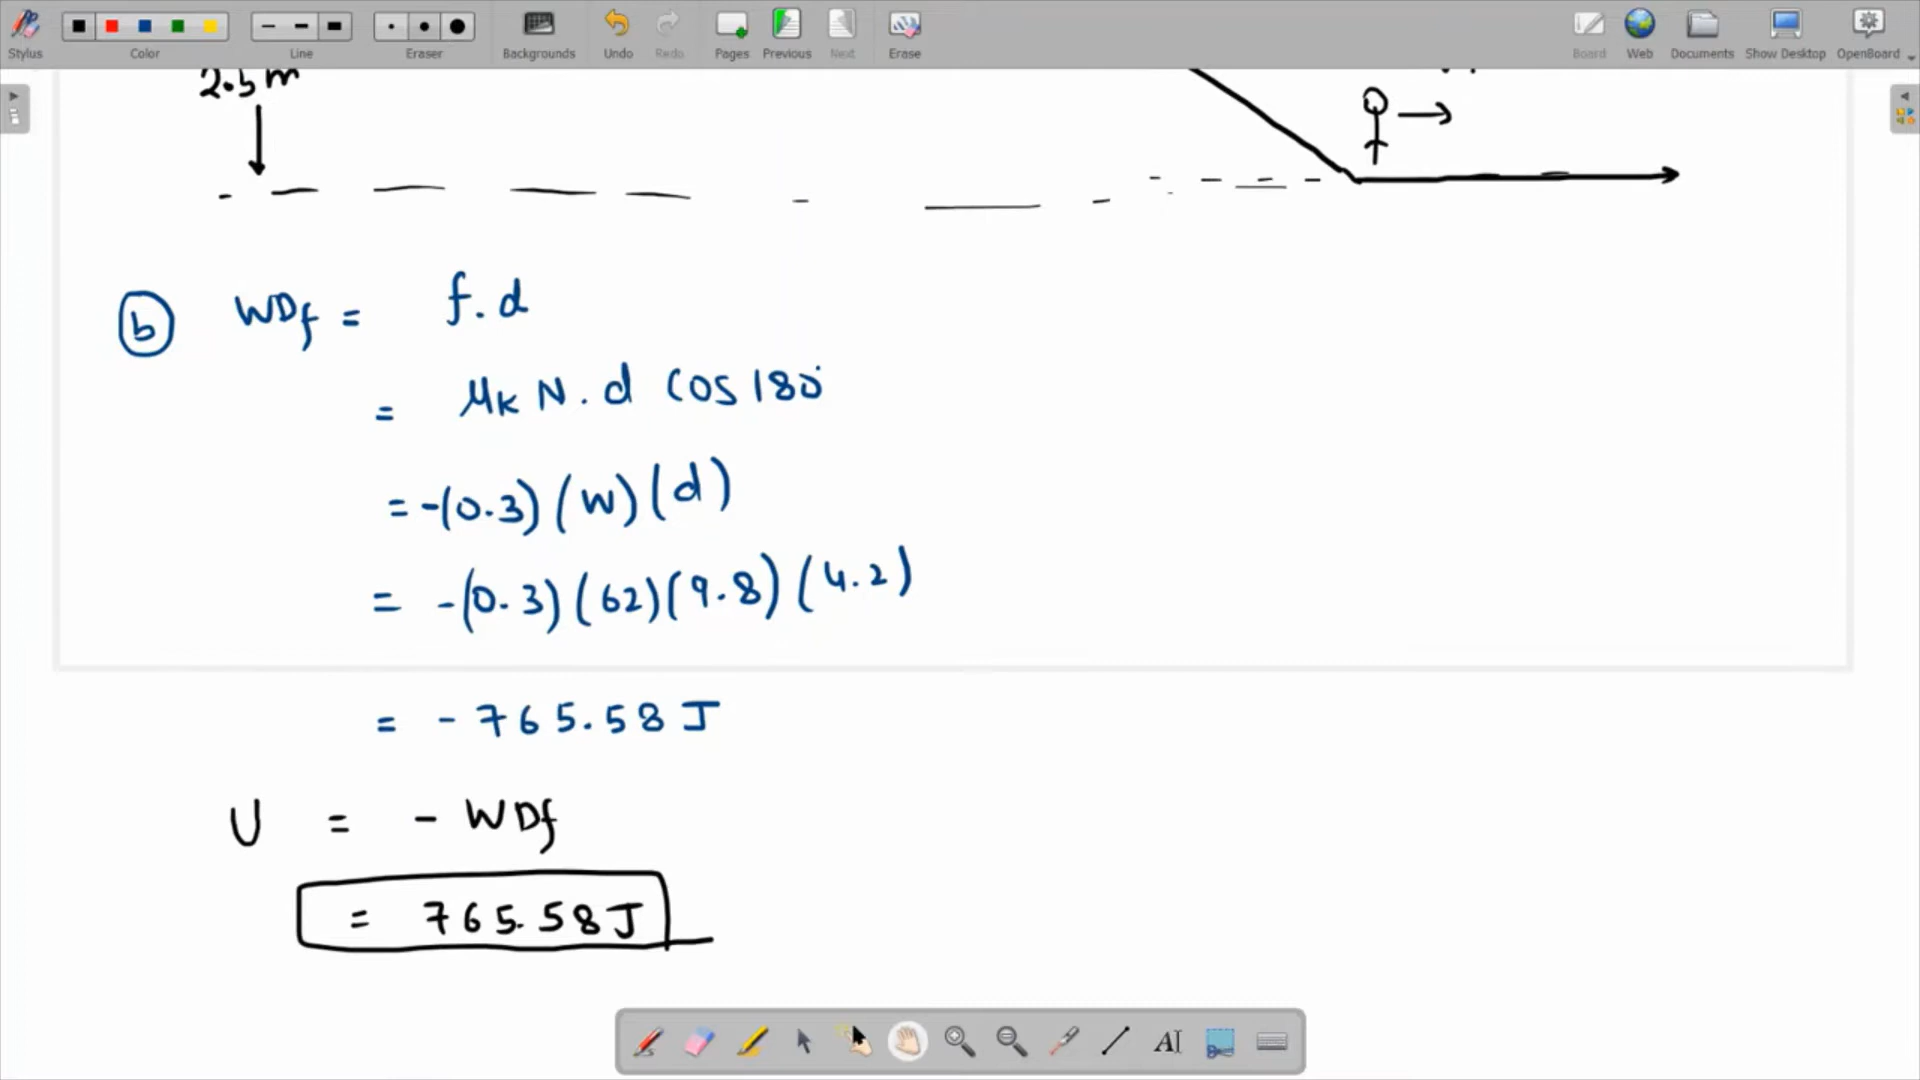 Stylus Color Line Eraser Backgrounds Undo Redo Pages Previous Next Erase Board Web Documents Show Desktop OpenBoard
2.5m
b WDf = f.d
= μk N.d cos 180°
= -(0.3)(W)(d)
= -(0.3)(62)(9.8)(4.2)
= -765.58 J
U = - WDf
= 765.58 J